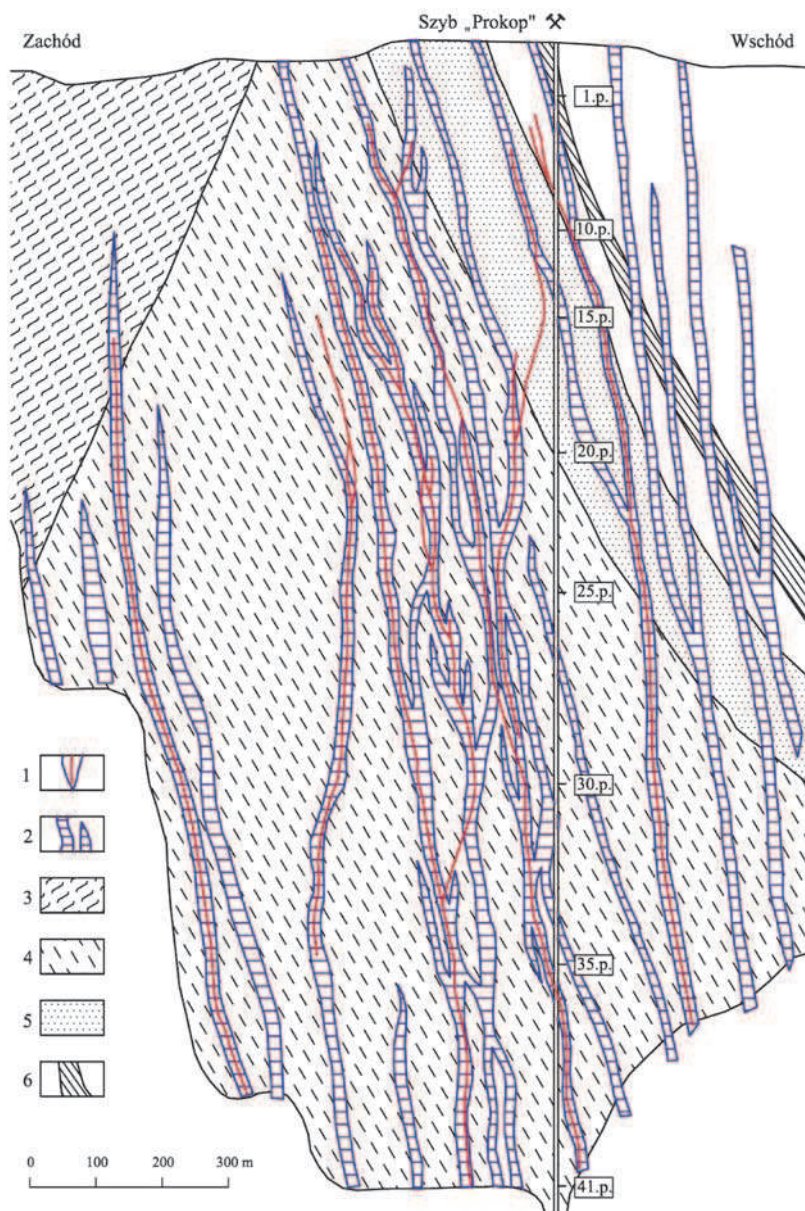 Szyb „Prokop”
Zachód
Wschód
1.p.
10.p.
15.p.
20.p.
25.p.
30.p.
35.p.
41.p.
1
2
3
4
5
6
0 100 200 300 m